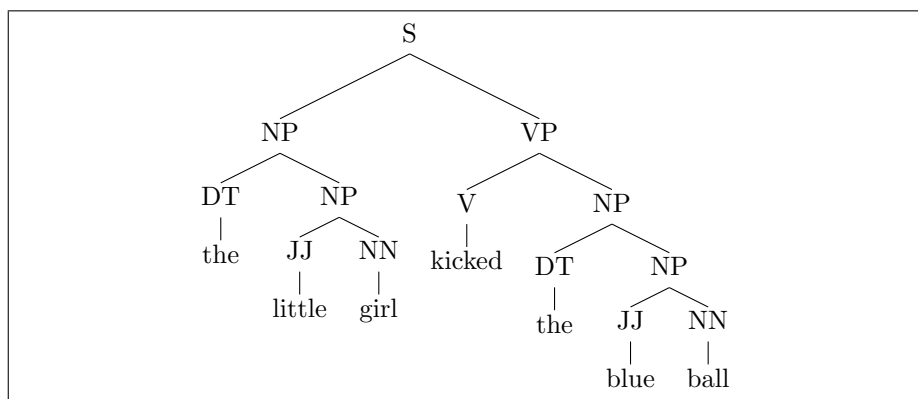 S
NP VP
DT NP V NP
the JJ NN kicked DT NP
little girl the JJ NN
blue ball